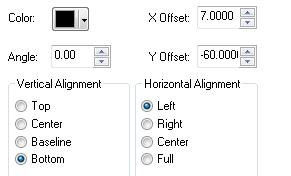 Color: X Offset: 7.0000
Angle: 0.00 Y Offset: -60.000
Vertical Alignment Horizontal Alignment
Top Left
Center Right
Baseline Center
Bottom Full